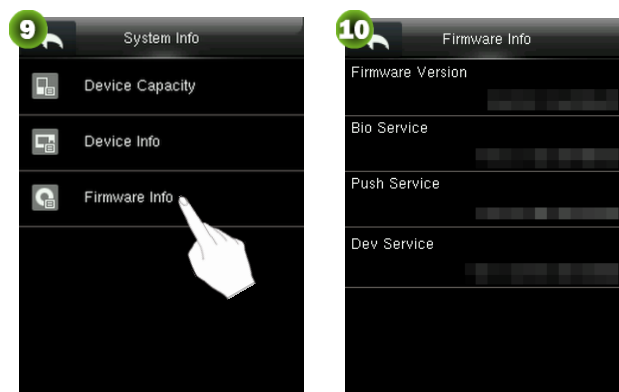 9
System Info
Device Capacity
Device Info
Firmware Info
10
Firmware Info
Firmware Version
Bio Service
Push Service
Dev Service